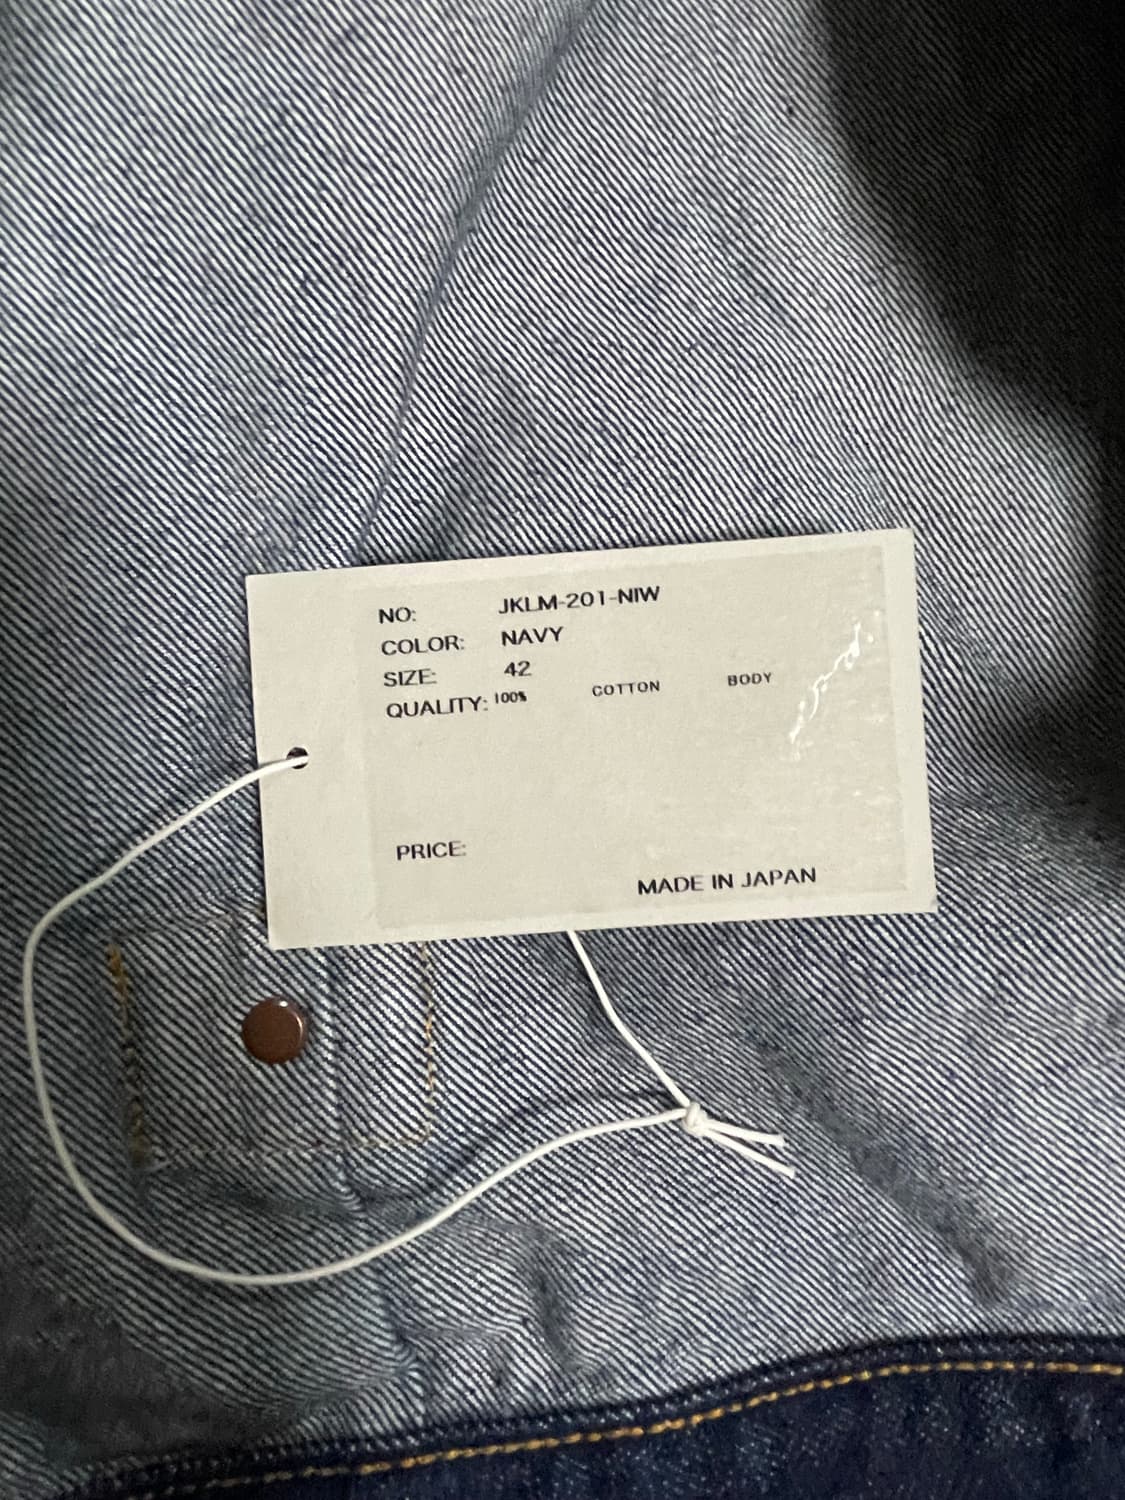 NO: JKLM-201-NIW
COLOR: NAVY
SIZE: 42
QUALITY: 100% COTTON BODY
PRICE:
MADE IN JAPAN